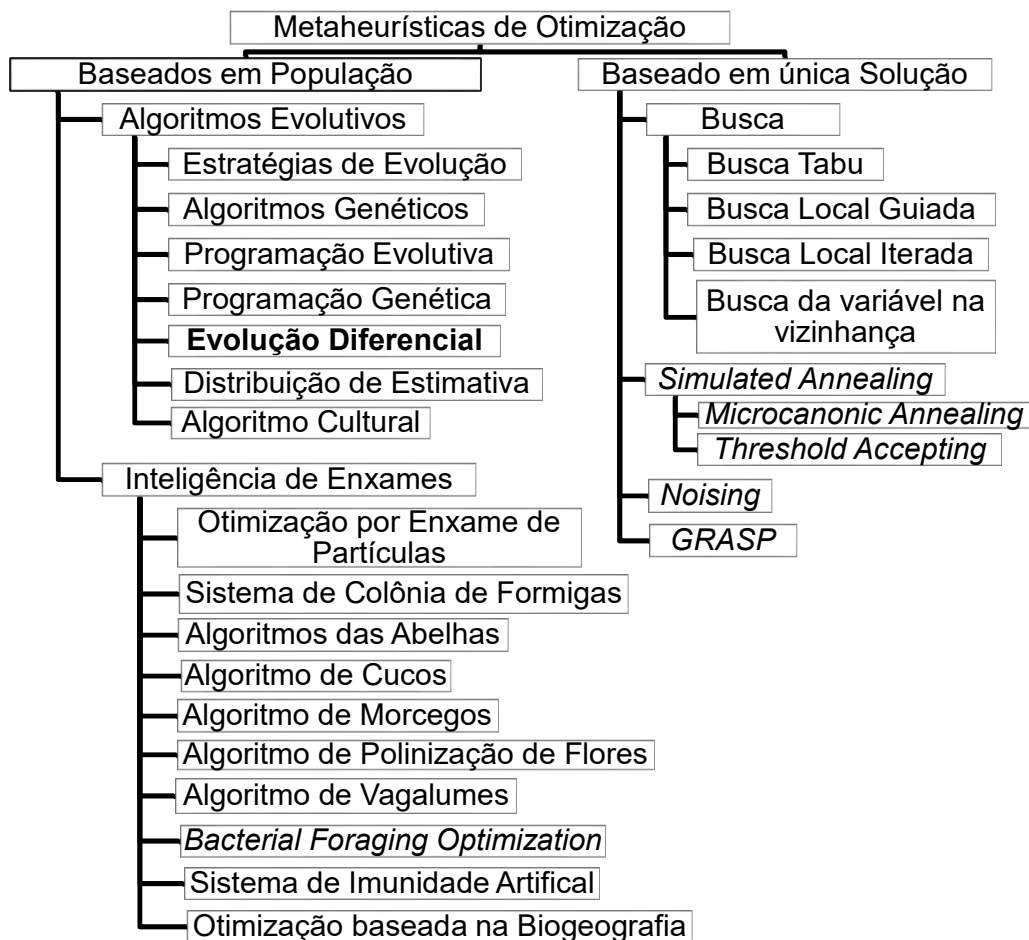 Metaheurísticas de Otimização
Baseados em População
Algoritmos Evolutivos
Estratégias de Evolução
Algoritmos Genéticos
Programação Evolutiva
Programação Genética
Evolução Diferencial
Distribuição de Estimativa
Algoritmo Cultural
Inteligência de Enxames
Otimização por Enxame de
Partículas
Sistema de Colônia de Formigas
Algoritmos das Abelhas
Algoritmo de Cucos
Algoritmo de Morcegos
Algoritmo de Polinização de Flores
Algoritmo de Vagalumes
Bacterial Foraging Optimization
Sistema de Imunidade Artifical
Otimização baseada na Biogeografia
Baseado em única Solução
Busca
Busca Tabu
Busca Local Guiada
Busca Local Iterada
Busca da variável na
vizinhança
Simulated Annealing
Microcanonic Annealing
Threshold Accepting
Noising
GRASP